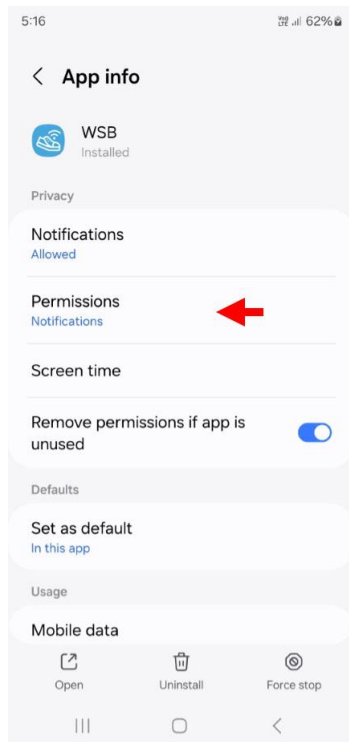 5:16 62%
App info
WSB
Installed
Privacy
Notifications
Allowed
Permissions
Notifications
Screen time
Remove permissions if app is
unused
Defaults
Set as default
In this app
Usage
Mobile data
Open Uninstall Force stop